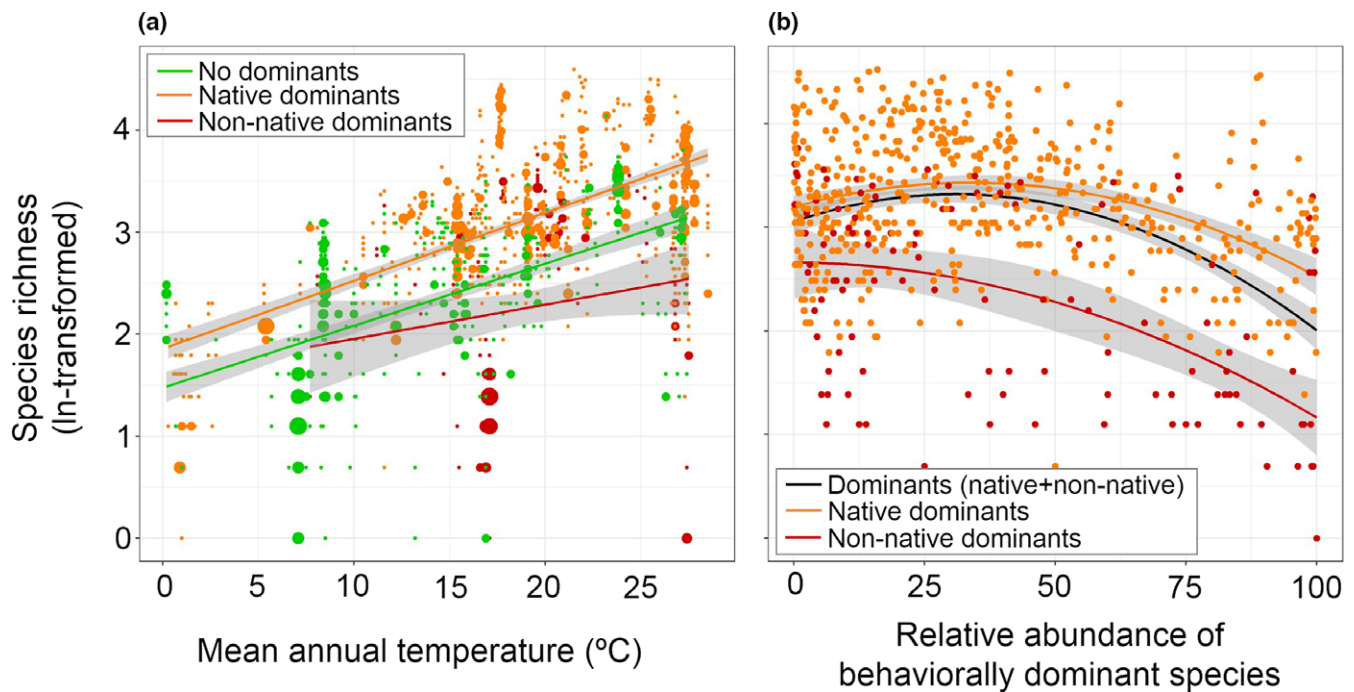 (a)
No dominants
Native dominants
Non-native dominants
Species richness
(ln-transformed)
4
3
2
1
0
0
5
10
15
20
25
Mean annual temperature (ºC)
(b)
Dominants (native+non-native)
Native dominants
Non-native dominants
0
25
50
75
100
Relative abundance of
behaviorally dominant species